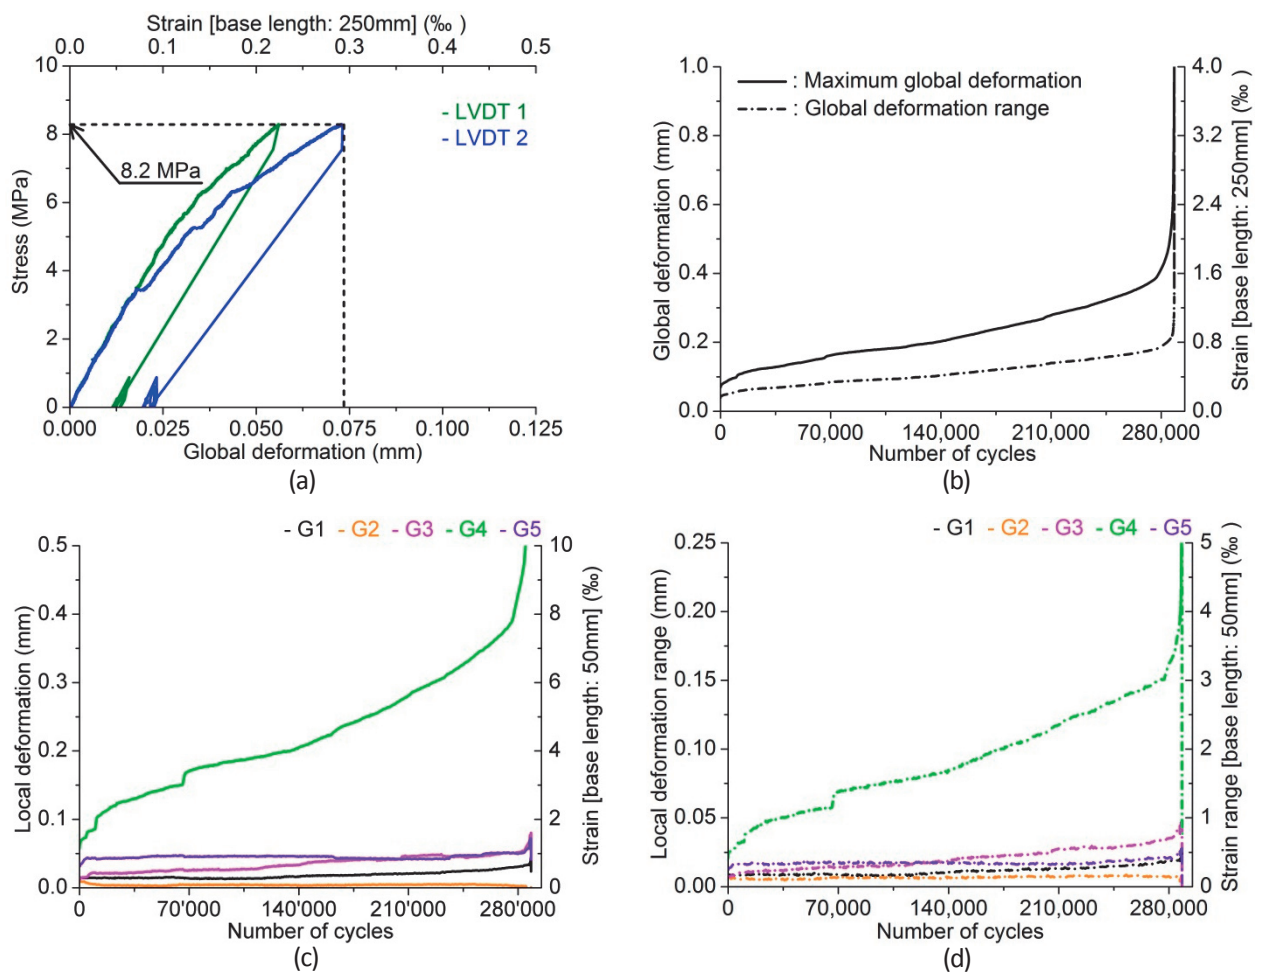 Strain [base length: 250mm] (‰ )
0.0 0.1 0.2 0.3 0.4 0.5
10
8
6
4
2
0
Stress (MPa)
- LVDT 1
- LVDT 2
8.2 MPa
0.000 0.025 0.050 0.075 0.100 0.125
Global deformation (mm)
(a)
1.0
0.8
0.6
0.4
0.2
0.0
Global deformation (mm)
: Maximum global deformation
: Global deformation range
4.0
3.2
2.4
1.6
0.8
0.0
Strain [base length: 250mm] (‰ )
0 70,000 140,000 210,000 280,000
Number of cycles
(b)
- G1 - G2 - G3 - G4 - G5
0.5
0.4
0.3
0.2
0.1
0.0
Local deformation (mm)
10
8
6
4
2
0
Strain [base length: 50mm] (‰ )
0 70'000 140'000 210'000 280'000
Number of cycles
(c)
- G1 - G2 - G3 - G4 - G5
0.25
0.20
0.15
0.10
0.05
0.00
Local deformation range (mm)
5
4
3
2
1
0
Strain range [base length: 50mm] (‰ )
0 70,000 140,000 210,000 280,000
Number of cycles
(d)